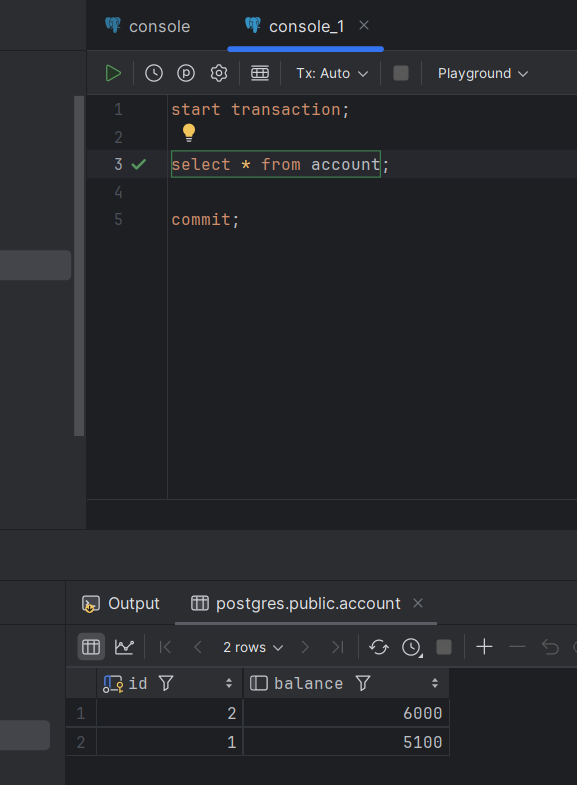 console console_1
Tx: Auto Playground
1 start transaction;
2
3 select * from account;
4
5 commit;
Output postgres.public.account
2 rows
id balance
1 2 6000
2 1 5100